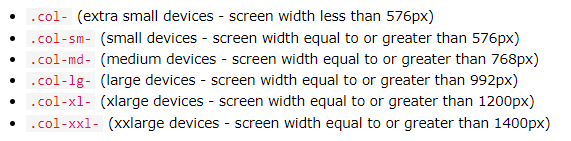 .col- (extra small devices - screen width less than 576px)
.col-sm- (small devices - screen width equal to or greater than 576px)
.col-md- (medium devices - screen width equal to or greater than 768px)
.col-lg- (large devices - screen width equal to or greater than 992px)
.col-xl- (xlarge devices - screen width equal to or greater than 1200px)
.col-xxl- (xxlarge devices - screen width equal to or greater than 1400px)